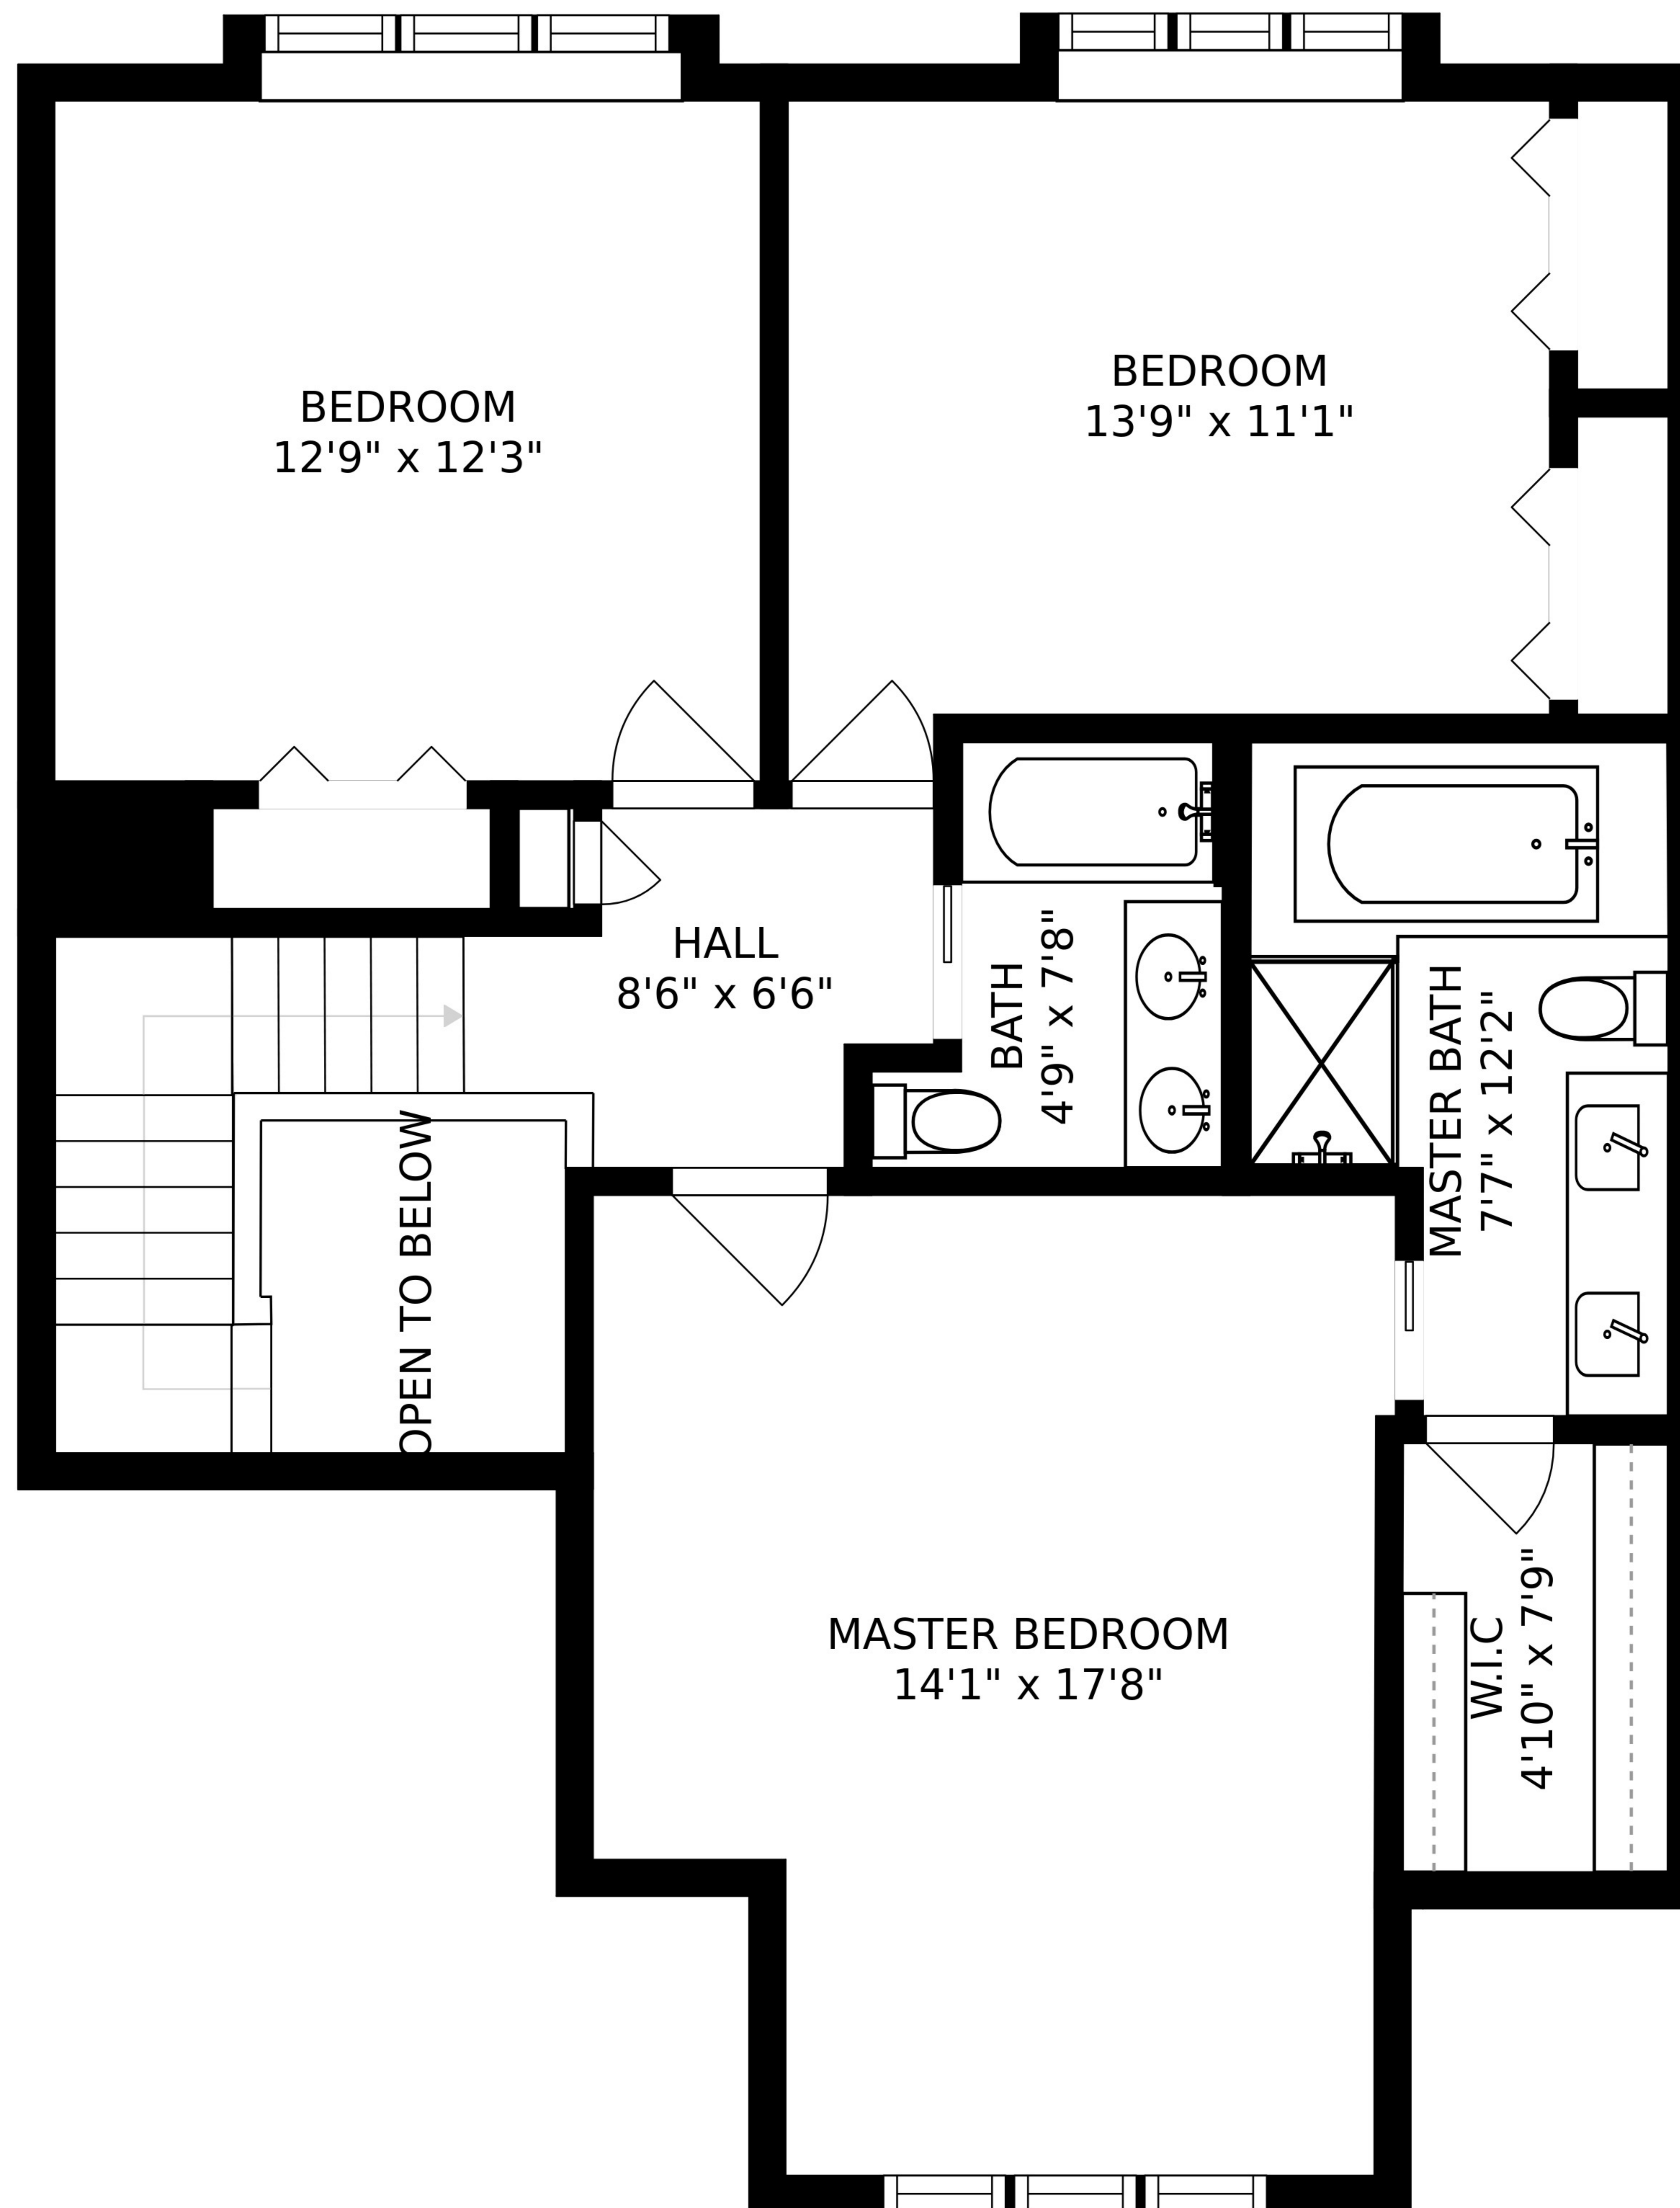 BEDROOM
12'9" x 12'3"
BEDROOM
13'9" x 11'1"
HALL
8'6" x 6'6"
BATH
4'9" x 7'8"
MASTER BATH
7'7" x 12'2"
OPEN TO BELOW
MASTER BEDROOM
14'1" x 17'8"
W.I.C
4'10" x 7'9"